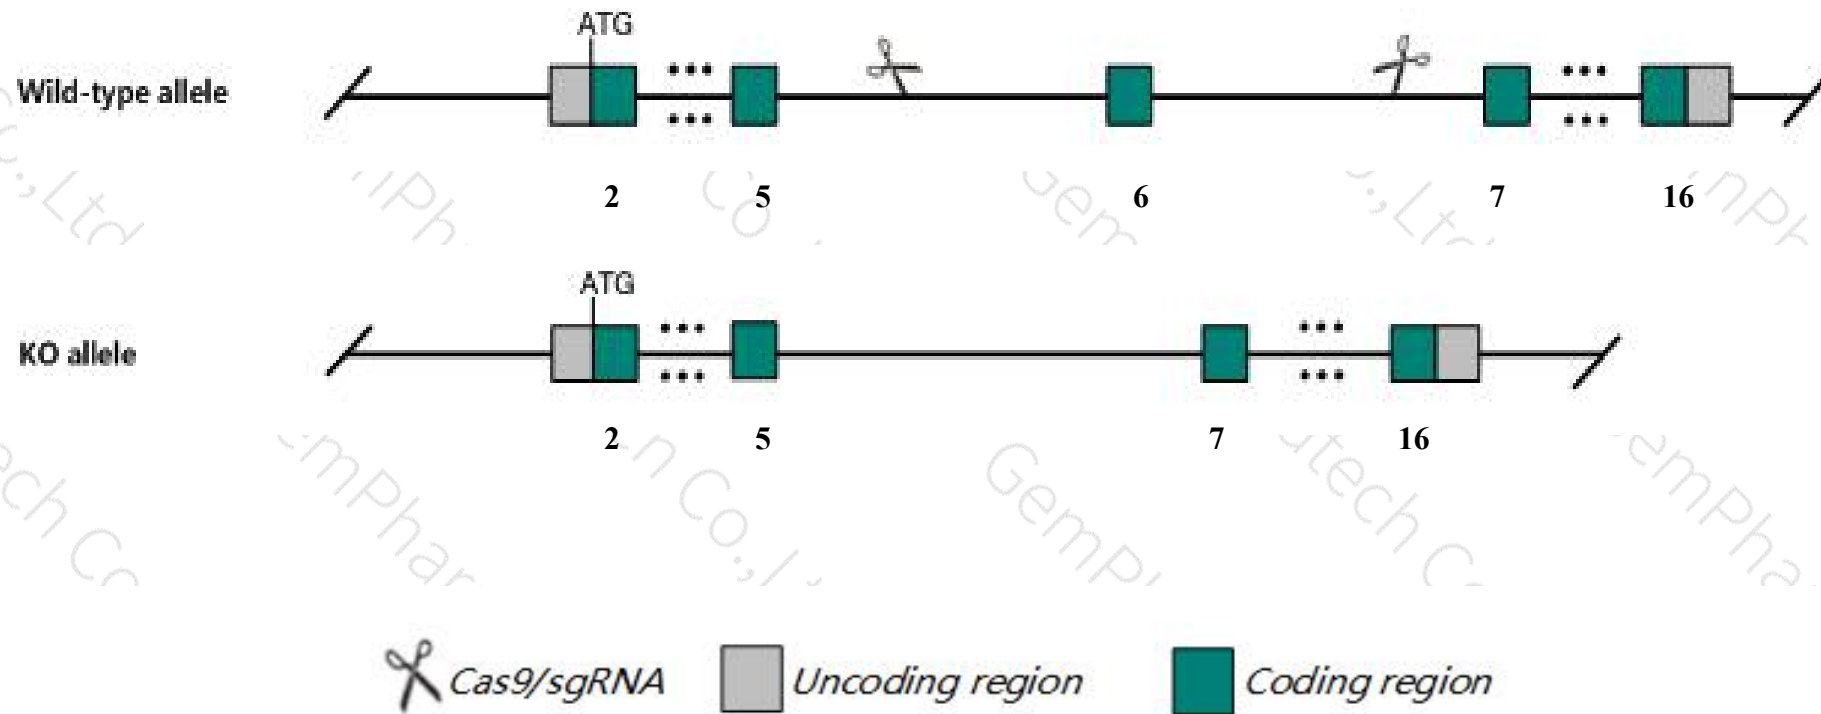 ATG
Wild-type allele
2 5 6 7 16
ATG
KO allele
2 5 7 16
Cas9/sgRNA Uncoding region Coding region